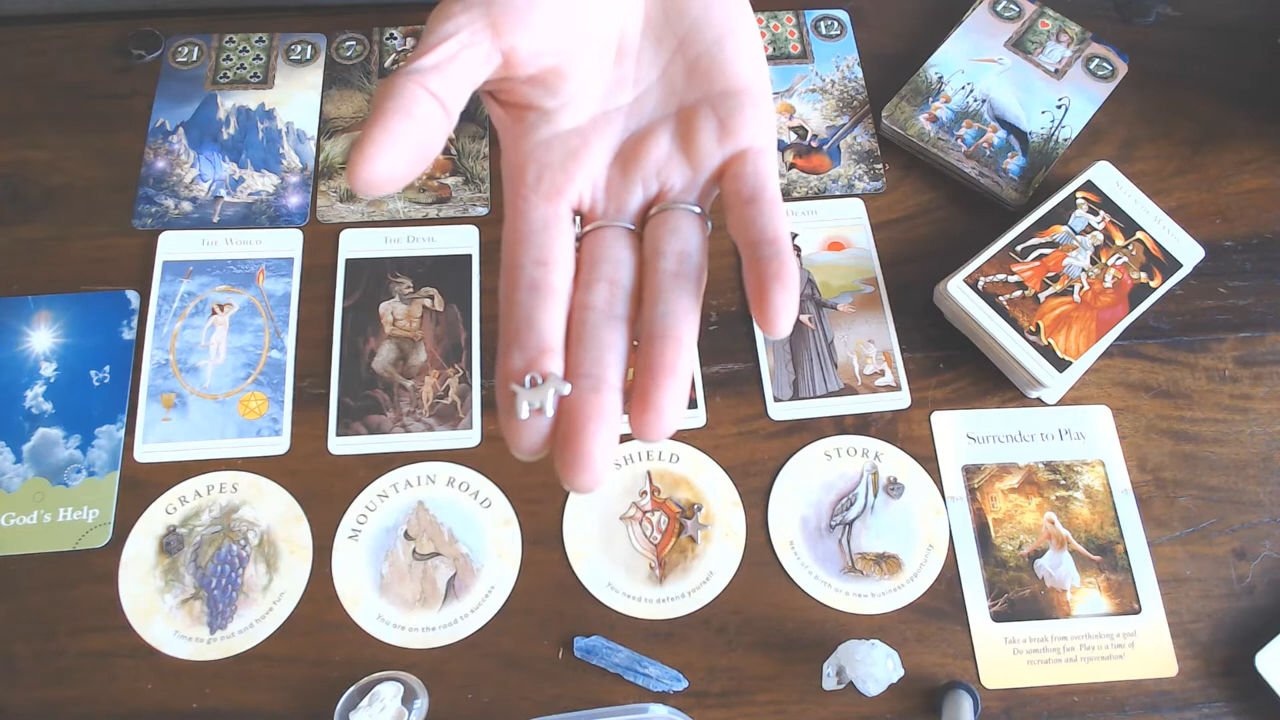 21
21
7
12
17
17
THE WORLD
THE DEVIL
DEATH
God's Help
GRAPES
Time to go out and have fun.
MOUNTAIN ROAD
You are on the road to success.
SHIELD
You need to defend yourself.
STORK
News of a birth or a new business opportunity
Surrender to Play
Take a break from overthinking a goal.
Do something fun. Play is a time of
recreation and rejuvenation!